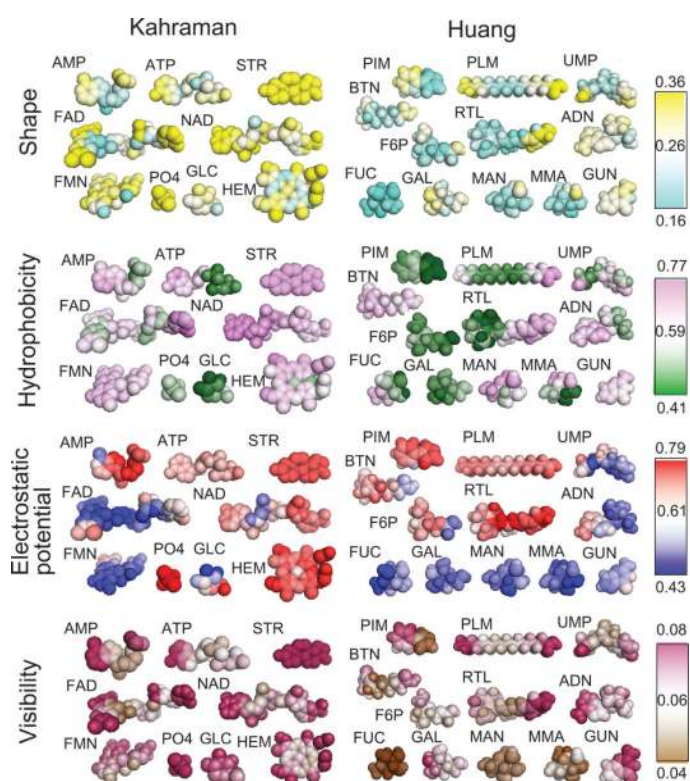 Kahraman Huang
Shape
AMP ATP STR PIM PLM UMP
BTN
FAD NAD RTL ADN
F6P
FMN PO4 GLC HEM FUC GAL MAN MMA GUN
0.36
0.26
0.16
Hydrophobicity
AMP ATP STR PIM PLM UMP
BTN
FAD NAD RTL ADN
F6P
FMN PO4 GLC HEM FUC GAL MAN MMA GUN
0.77
0.59
0.41
Electrostatic
potential
AMP ATP STR PIM PLM UMP
BTN
FAD NAD RTL ADN
F6P
FMN PO4 GLC HEM FUC GAL MAN MMA GUN
0.79
0.61
0.43
Visibility
AMP ATP STR PIM PLM UMP
BTN
FAD NAD RTL ADN
F6P
FMN PO4 GLC HEM FUC GAL MAN MMA GUN
0.08
0.06
0.04